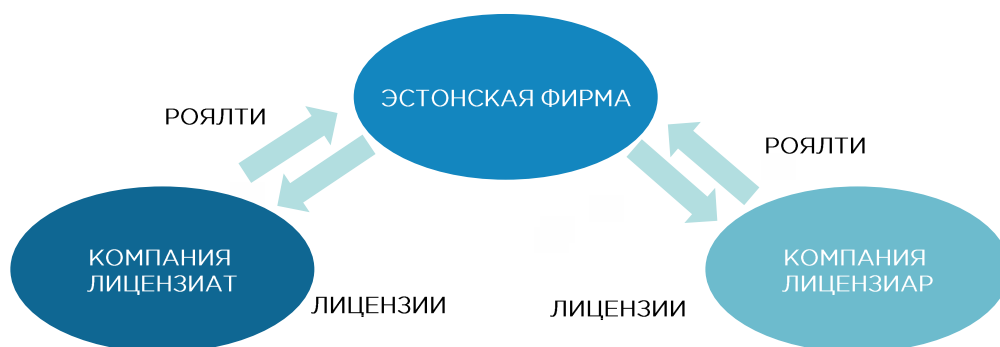 ЭСТОНСКАЯ ФИРМА
РОЯЛТИ
РОЯЛТИ
КОМПАНИЯ
ЛИЦЕНЗИАТ
КОМПАНИЯ
ЛИЦЕНЗИАР
ЛИЦЕНЗИИ
ЛИЦЕНЗИИ